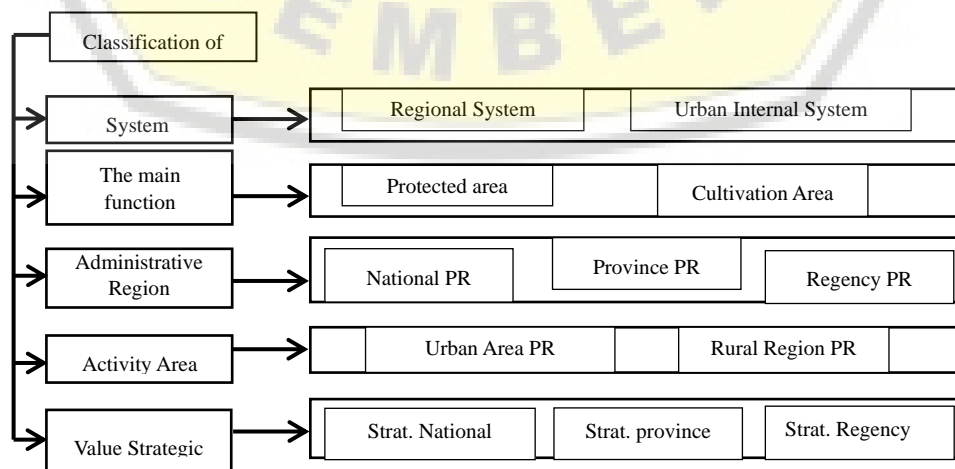 EMBE
Classification of
System
Regional System
Urban Internal System
The main
function
Protected area
Cultivation Area
Administrative
Region
National PR
Province PR
Regency PR
Activity Area
Urban Area PR
Rural Region PR
Value Strategic
Strat. National
Strat. province
Strat. Regency